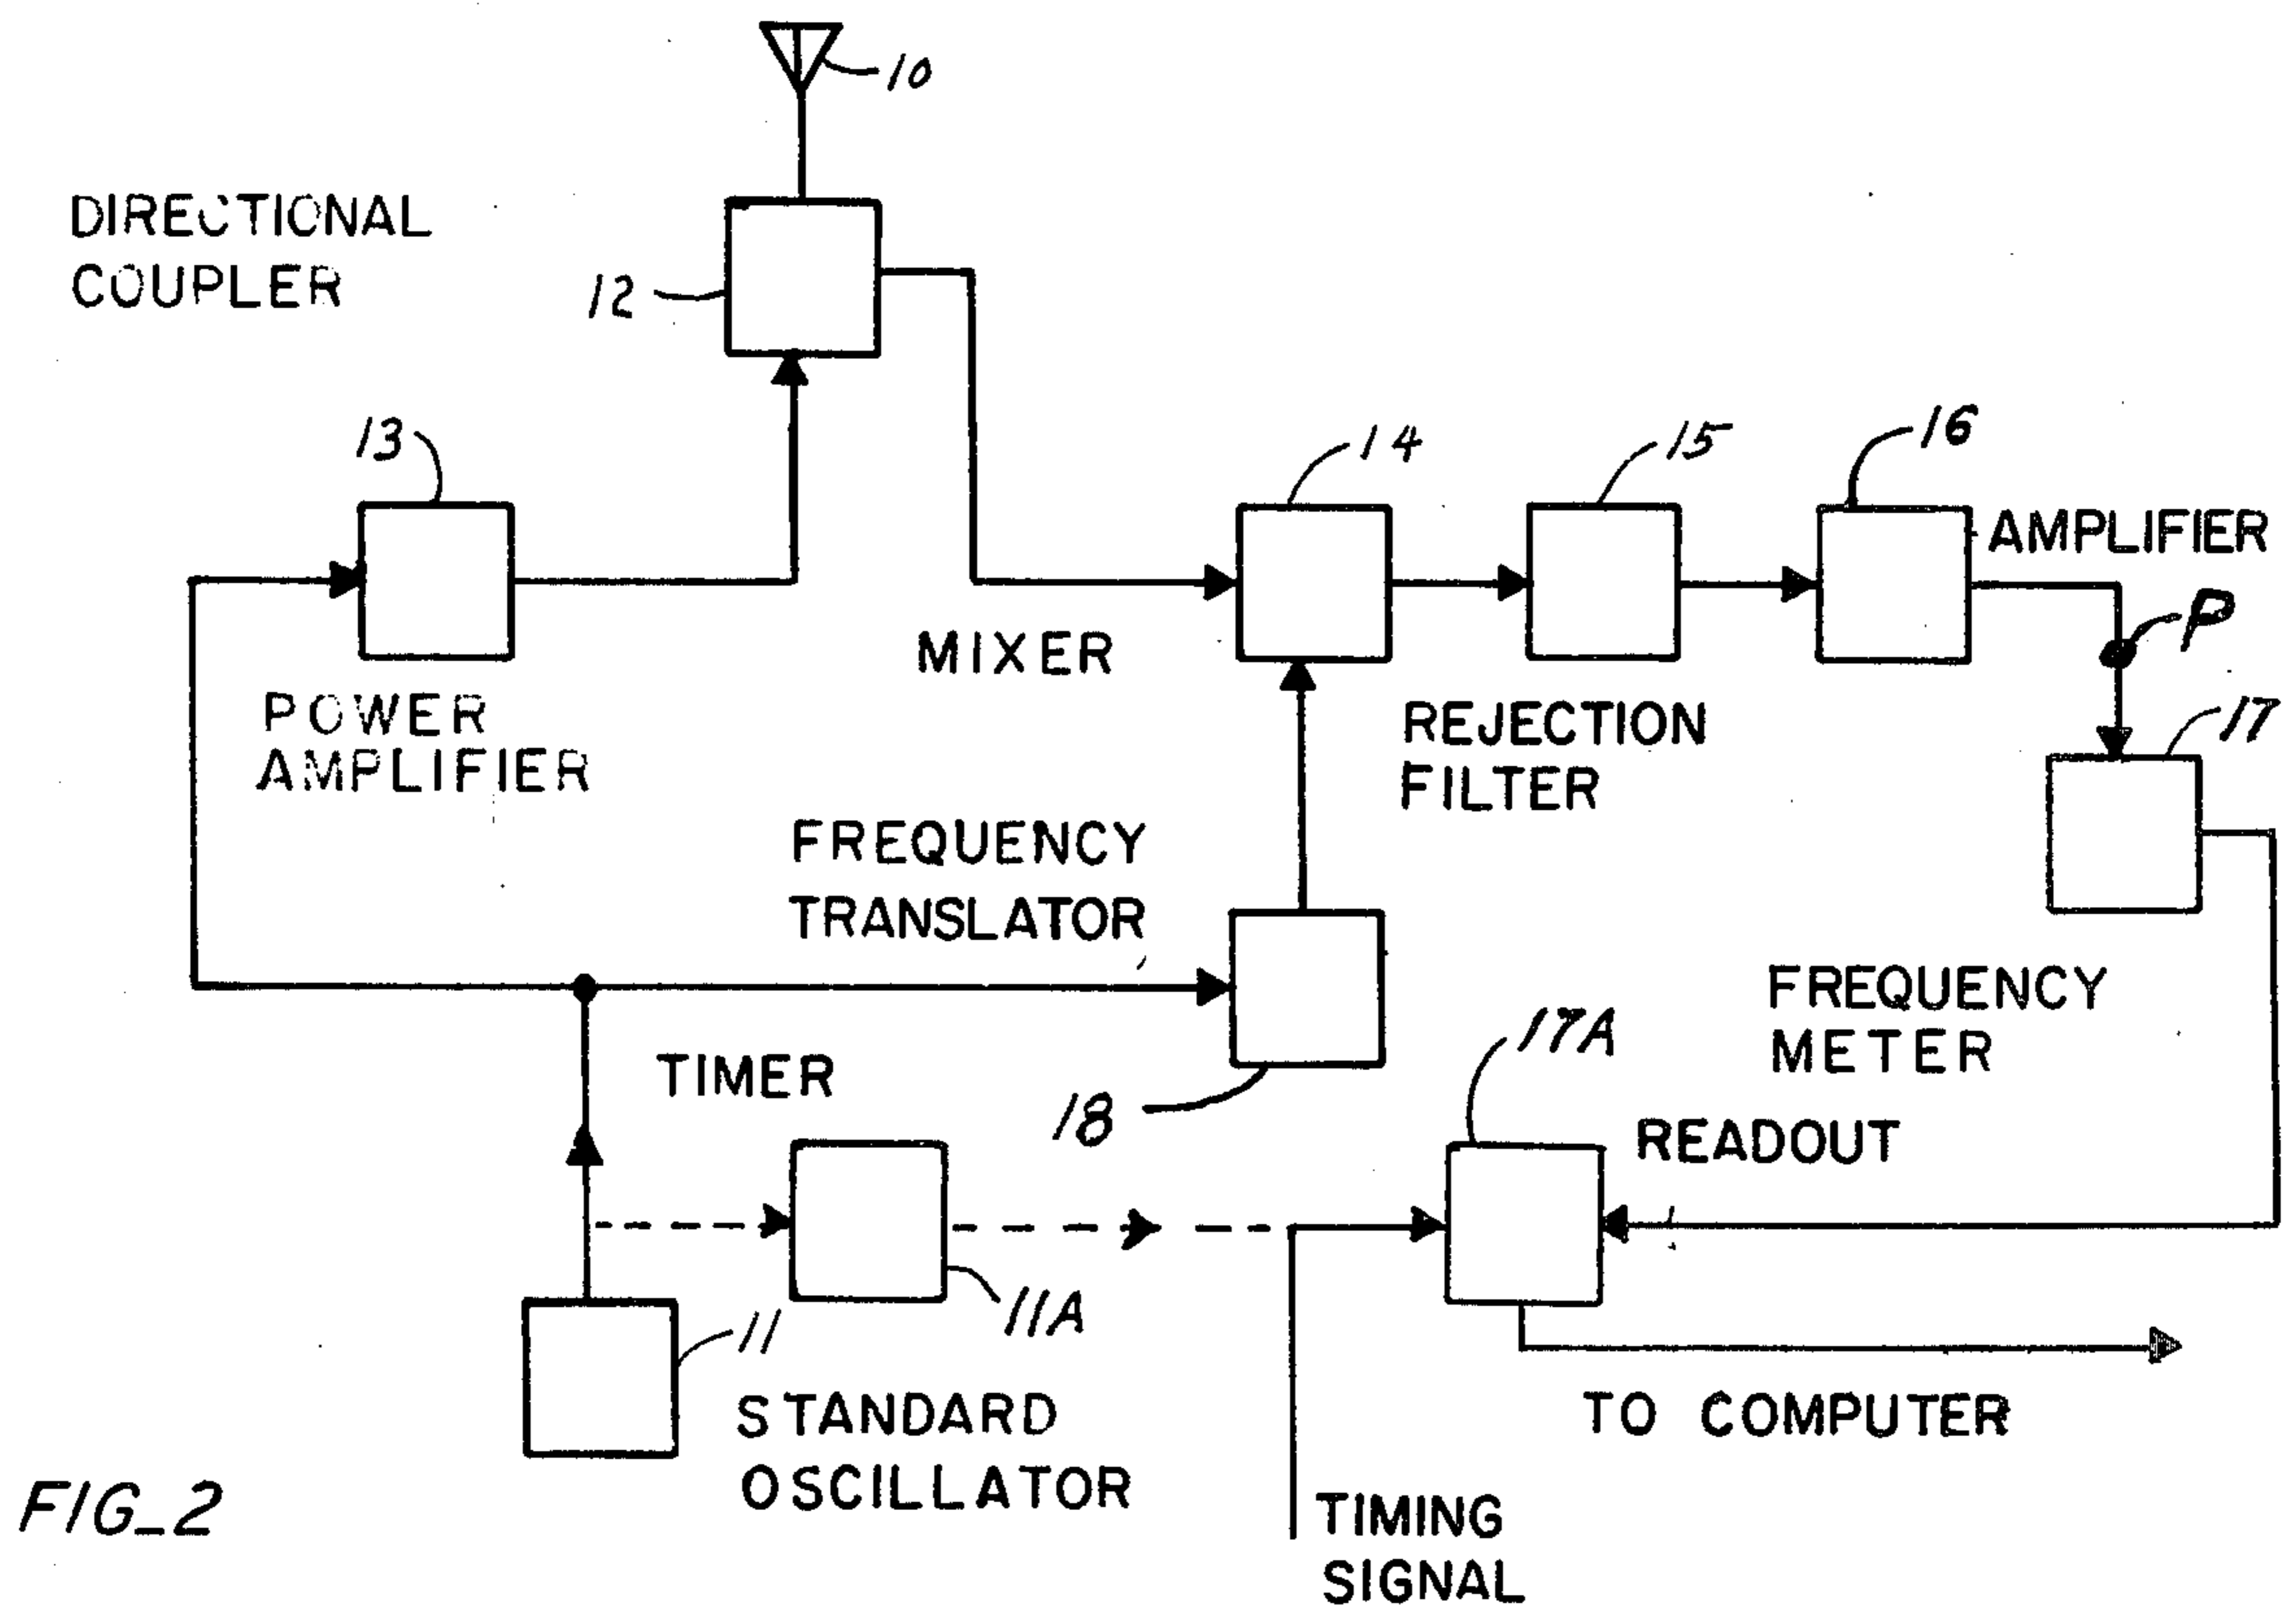 10
DIRECTIONAL
COUPLER
12
13
14
15
16
AMPLIFIER
P
MIXER
POWER
AMPLIFIER
REJECTION
FILTER
17
FREQUENCY
TRANSLATOR
FREQUENCY
METER
17A
TIMER
18
READOUT
11A
11
STANDARD
OSCILLATOR
TO COMPUTER
FIG_2
TIMING
SIGNAL